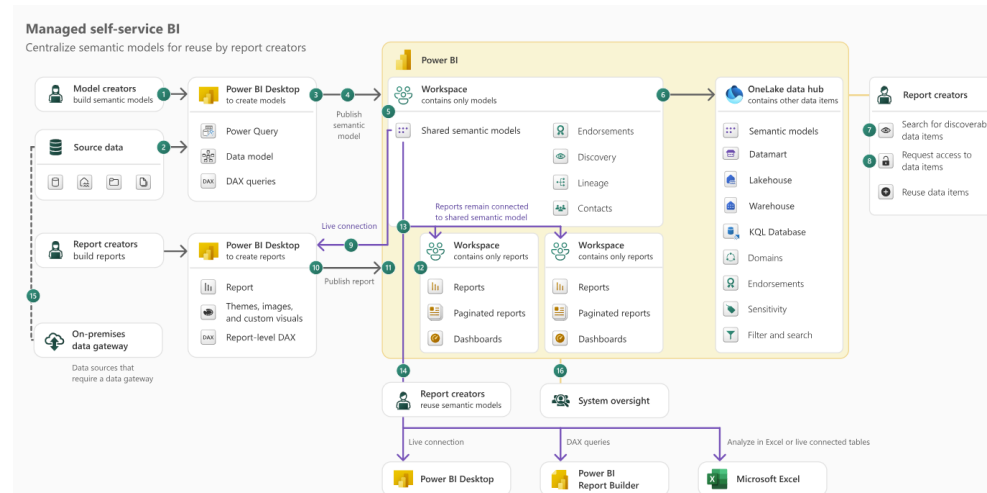 Managed self-service BI
Centralize semantic models for reuse by report creators
Power BI
Model creators
build semantic models
1
Power BI Desktop
to create models
3
4
Publish
semantic
model
Workspace
contains only models
5
6
OneLake data hub
contains other data items
Report creators
Source data
2
Power Query
Data model
DAX
DAX queries
Shared semantic models
Endorsements
Discovery
Lineage
Contacts
Semantic models
Datamart
Lakehouse
Warehouse
KQL Database
Domains
Endorsements
Sensitivity
Filter and search
7
Search for discoverab
data items
8
Request access to
data items
Reuse data items
Reports remain connected
to shared semantic model
13
Live connection
9
Report creators
build reports
Power BI Desktop
to create reports
10
Publish report
11
Report
Themes, images,
and custom visuals
DAX
Report-level DAX
12
Workspace
contains only reports
Reports
Paginated reports
Dashboards
Workspace
contains only reports
Reports
Paginated reports
Dashboards
15
On-premises
data gateway
Data sources that
require a data gateway
14
16
Report creators
reuse semantic models
System oversight
Live connection
DAX queries
Analyze in Excel or live connected tables
Power BI Desktop
Power BI
Report Builder
X
Microsoft Excel